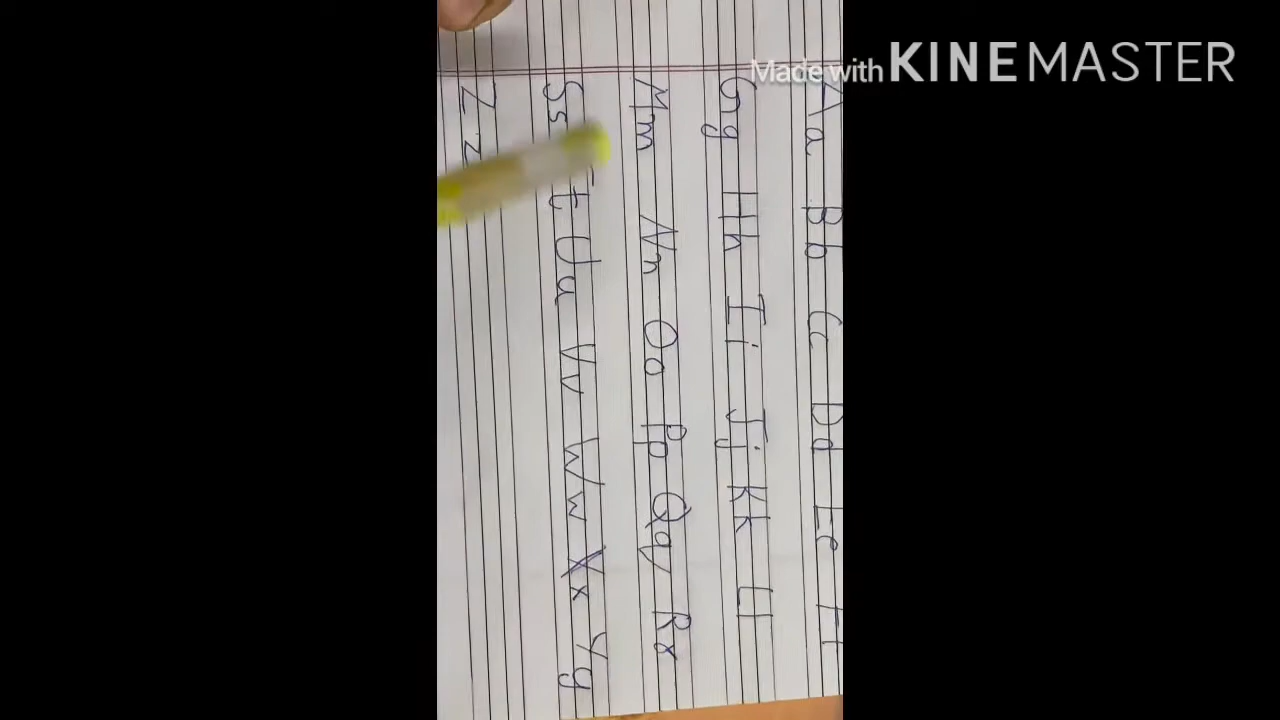 Made with KINEMASTER
Aa Bb Cc Dd Ee Ff
Gg Hh Ii Jj Kk Ll
Mm Nn Oo Pp Qq Rr
Ss Tt Uu Vv Ww Xx Yy
Zz